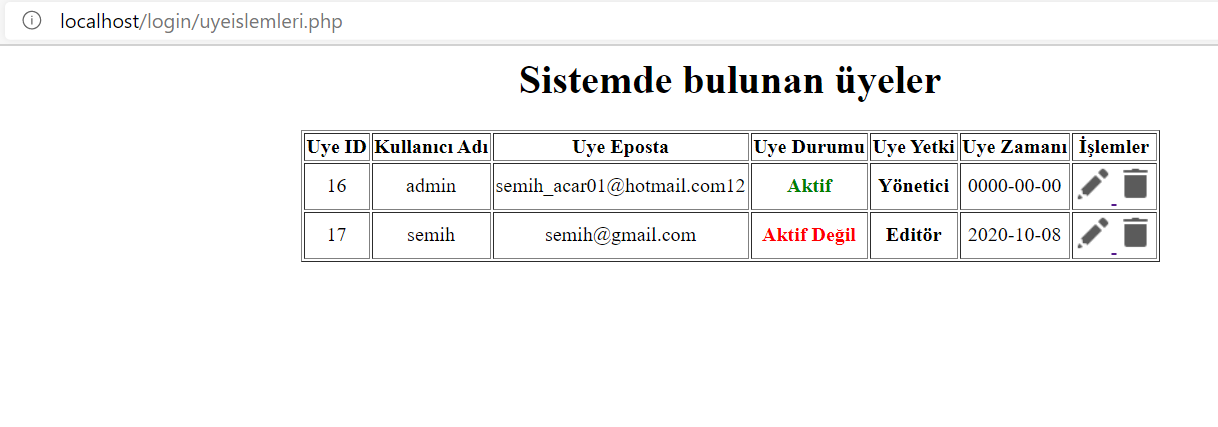 localhost/login/uyeislemleri.php
Sistemde bulunan üyeler
Uye ID Kullanıcı Adı Uye Eposta Uye Durumu Uye Yetki Uye Zamanı İşlemler
16 admin semih_acar01@hotmail.com12 Aktif Yönetici 0000-00-00
17 semih semih@gmail.com Aktif Değil Editör 2020-10-08